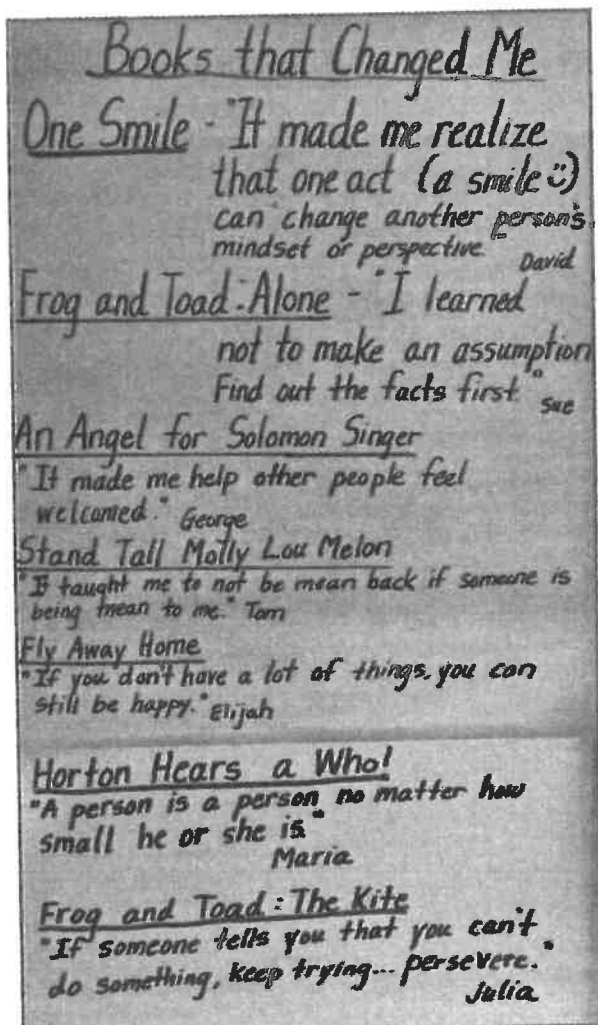 Books that Changed Me
One Smile - "It made me realize
that one act (a smile :)
can change another person's
mindset or perspective. David
Frog and Toad: Alone - "I learned
not to make an assumption
Find out the facts first." Sue
An Angel for Solomon Singer
"It made me help other people feel
welcomed." George
Stand Tall Molly Lou Melon
"It taught me to not be mean back if someone is
being mean to me." Tom
Fly Away Home
"If you don't have a lot of things, you can
still be happy." Elijah
Horton Hears a Who!
"A person is a person no matter how
small he or she is."
Maria
Frog and Toad: The Kite
"If someone tells you that you can't
do something, keep trying... persevere."
Julia